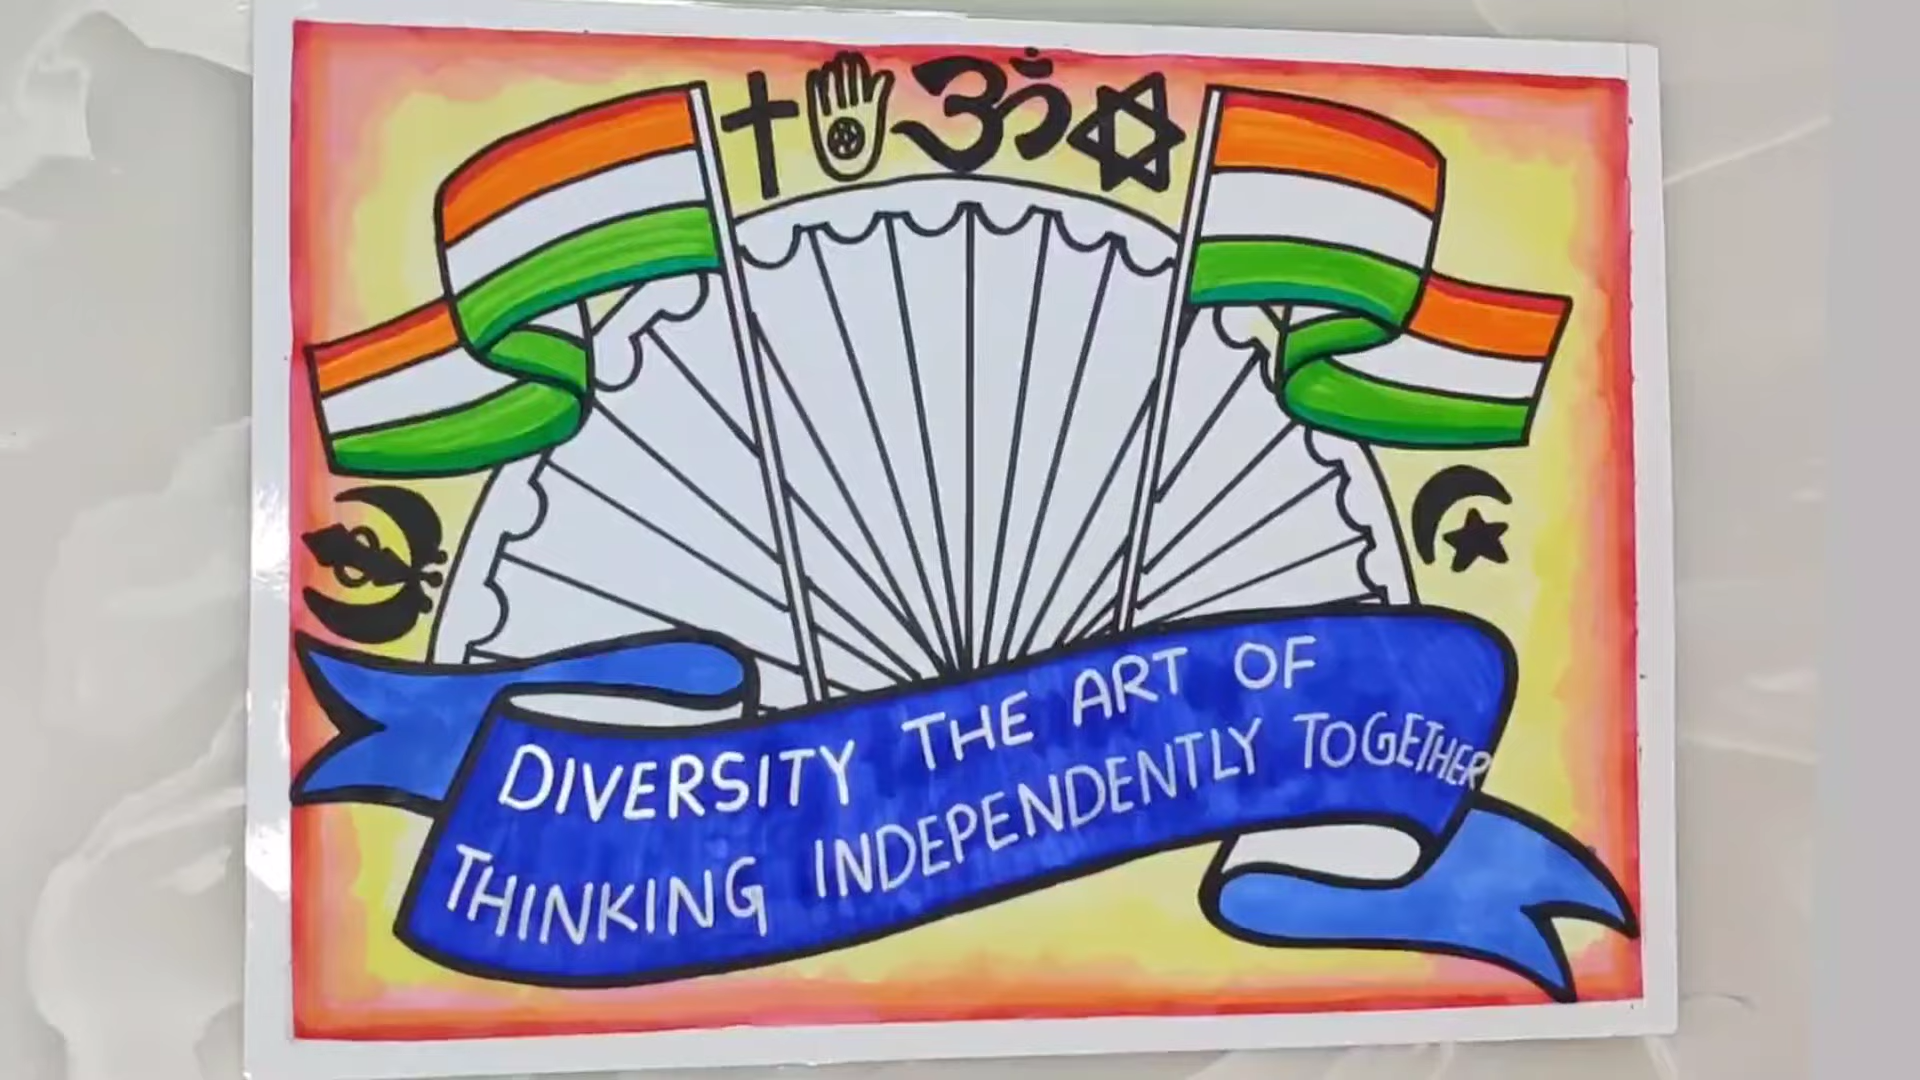 ॐ
DIVERSITY THE ART OF
THINKING INDEPENDENTLY TOGETHER